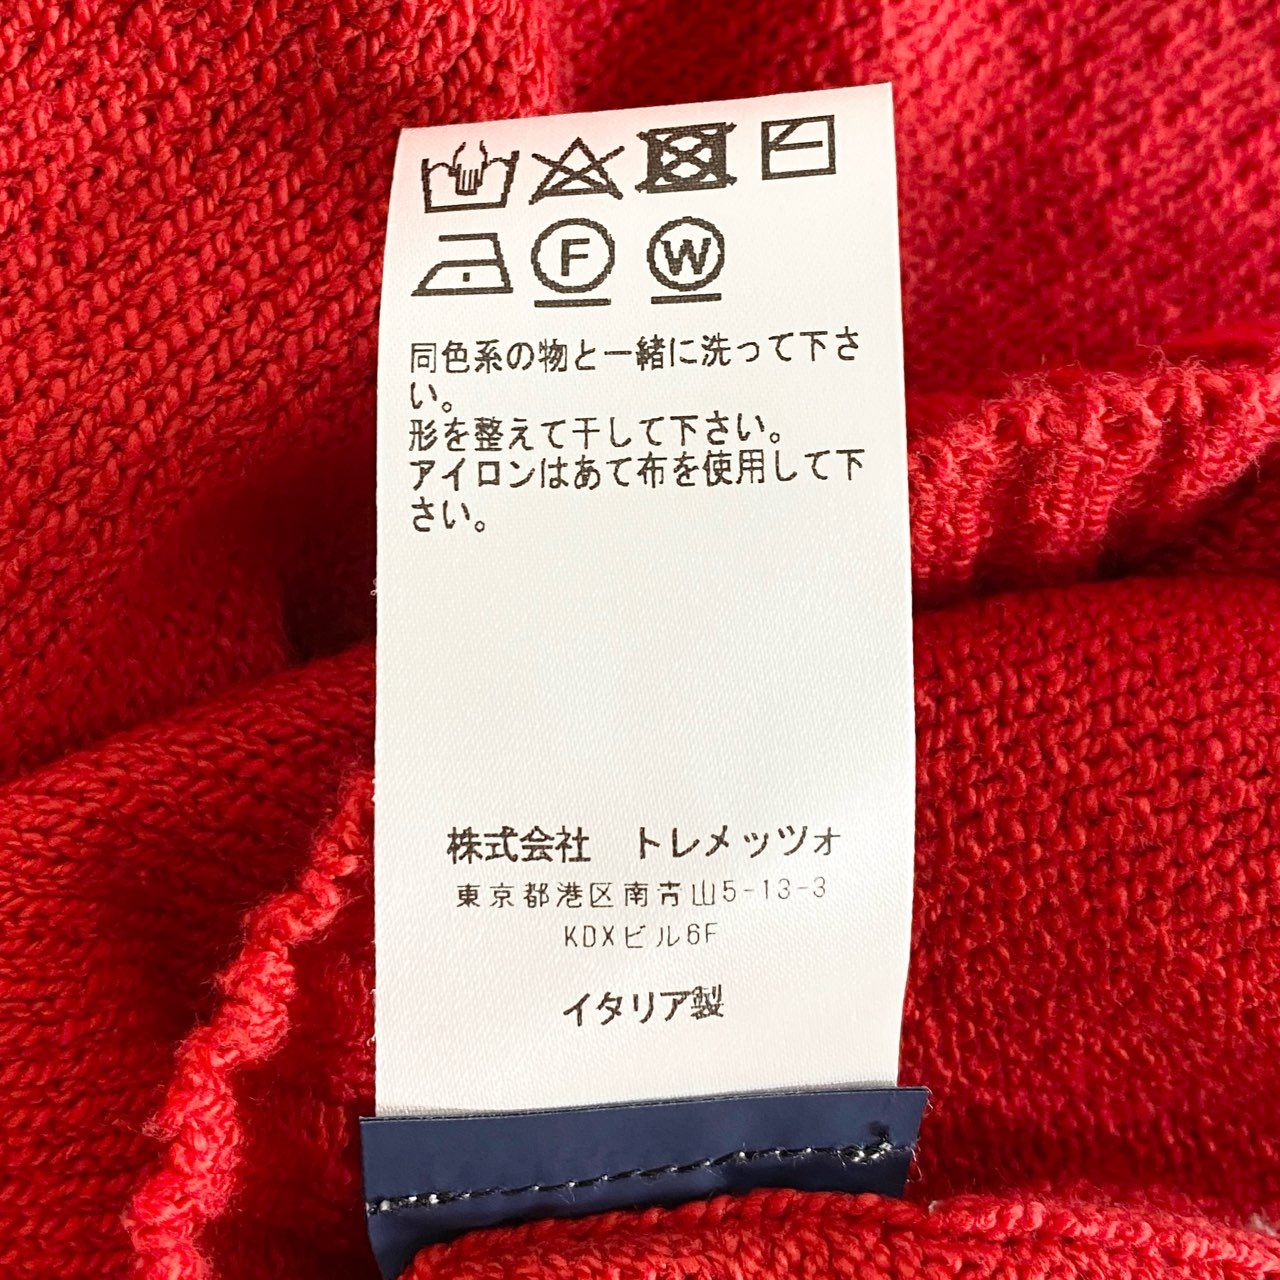 F W
同色系の物と一緒に洗って下さ
い。
形を整えて干して下さい。
アイロンはあて布を使用して下
さい。
株式会社　トレメッツォ
東京都港区南青山5-13-3
KDXビル6F
イタリア製